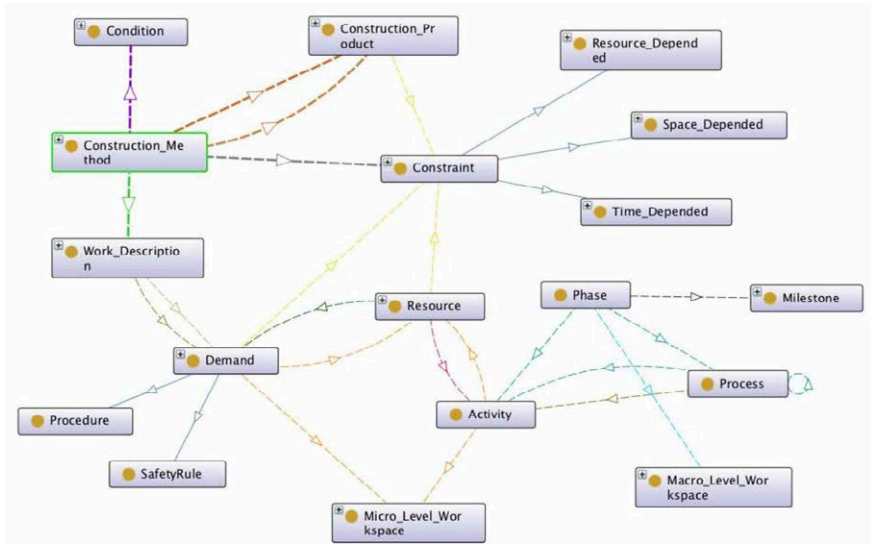 Condition
Construction_Pr
oduct
Resource_Depend
ed
Construction_Me
thod
Space_Depended
Constraint
Time_Depended
Work_Descriptio
n
Resource
Phase
Milestone
Demand
Process
Procedure
Activity
SafetyRule
Macro_Level_Wor
kspace
Micro_Level_Wor
kspace